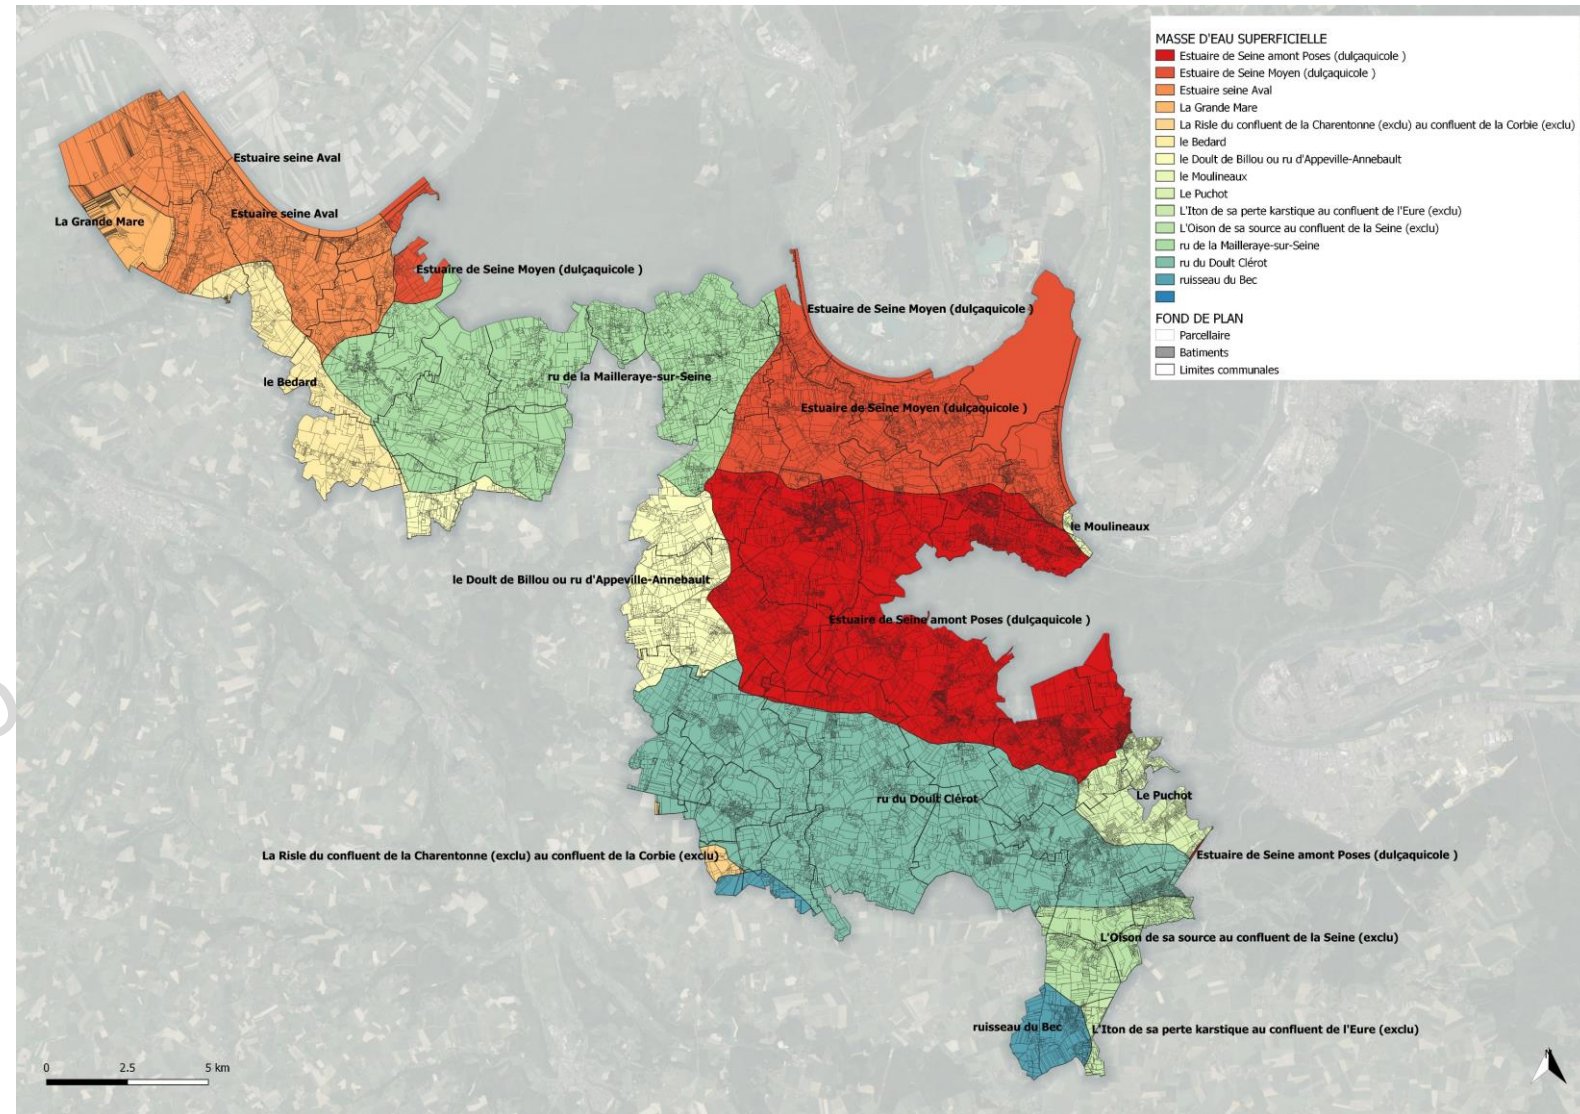 MASSE D'EAU SUPERFICIELLE
Estuaire de Seine amont Poses (dulçaquicole )
Estuaire de Seine Moyen (dulçaquicole )
Estuaire seine Aval
La Grande Mare
La Risle du confluent de la Charentonne (exclu) au confluent de la Corbie (exclu)
le Bedard
le Doult de Billou ou ru d'Appeville-Annebault
le Moulineaux
Le Puchot
L'Iton de sa perte karstique au confluent de l'Eure (exclu)
L'Oison de sa source au confluent de la Seine (exclu)
ru de la Mailleraye-sur-Seine
ru du Doult Clérot
ruisseau du Bec
FOND DE PLAN
Parcellaire
Batiments
Limites communales
Estuaire seine Aval
Estuaire seine Aval
La Grande Mare
Estuaire de Seine Moyen (dulçaquicole )
Estuaire de Seine Moyen (dulçaquicole )
le Bedard
ru de la Mailleraye-sur-Seine
Estuaire de Seine Moyen (dulçaquicole )
le Moulineaux
le Doult de Billou ou ru d'Appeville-Annebault
Estuaire de Seine amont Poses (dulçaquicole )
Le Puchot
ru du Doult Clérot
La Risle du confluent de la Charentonne (exclu) au confluent de la Corbie (exclu)
Estuaire de Seine amont Poses (dulçaquicole )
L'Oison de sa source au confluent de la Seine (exclu)
ruisseau du Bec
L'Iton de sa perte karstique au confluent de l'Eure (exclu)
0 2.5 5 km
N